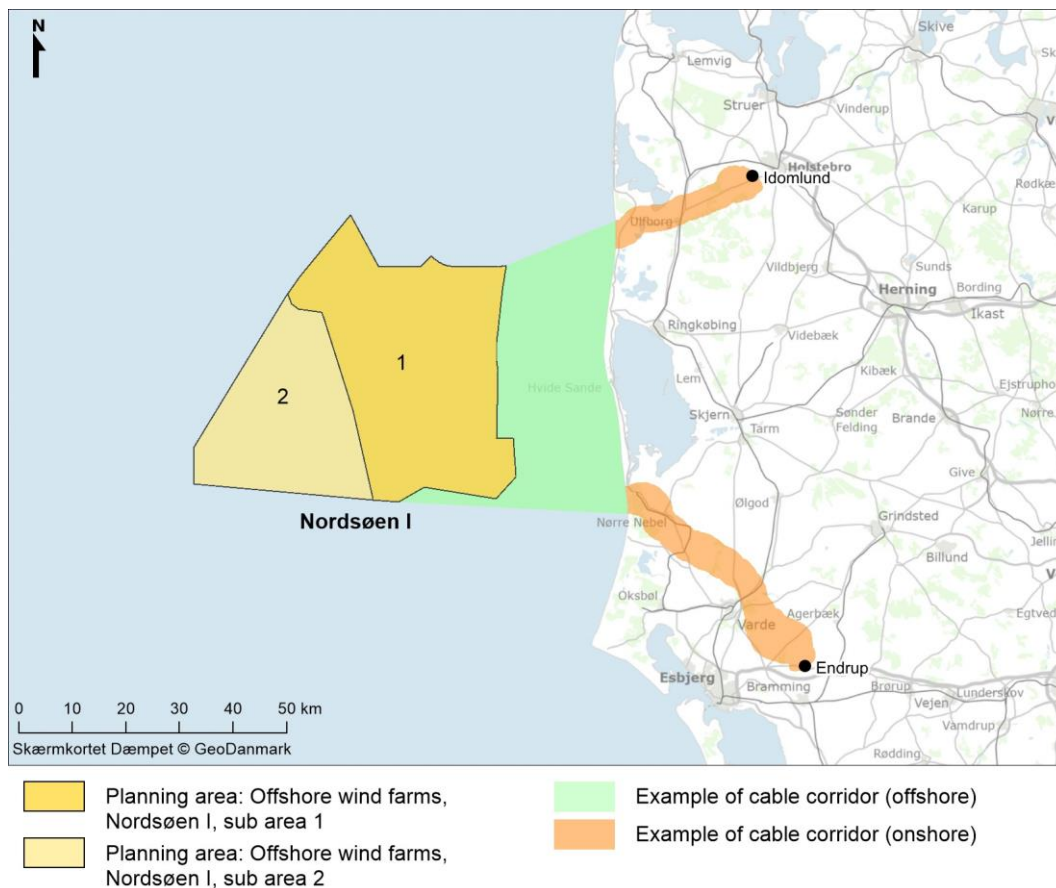 N
Skive
Lemvig
Struer
Vinderup
Holstebro
Idomlund
Rødkæ
Ulfborg
Karup
Sunds
Vildbjerg
Bording
Herning
Ikast
Ringkøbing
Videbæk
1
Kibæk
Lem
Ejstrupho
Hvide Sande
2
Skjern
Sønder
Felding
Brande
Nørre
Tarm
Give
Ølgod
Nordsøen I
Nørre Nebel
Grindsted
Jellin
Billund
Oksbøl
Agerbæk
Egtved
Varde
Endrup
Esbjerg
Bramming
Brørup
Lunderskov
Vejen
Vamdrup
Rødding
0 10 20 30 40 50 km
Skærmkortet Dæmpet © GeoDanmark
Planning area: Offshore wind farms,
Nordsøen I, sub area 1
Planning area: Offshore wind farms,
Nordsøen I, sub area 2
Example of cable corridor (offshore)
Example of cable corridor (onshore)